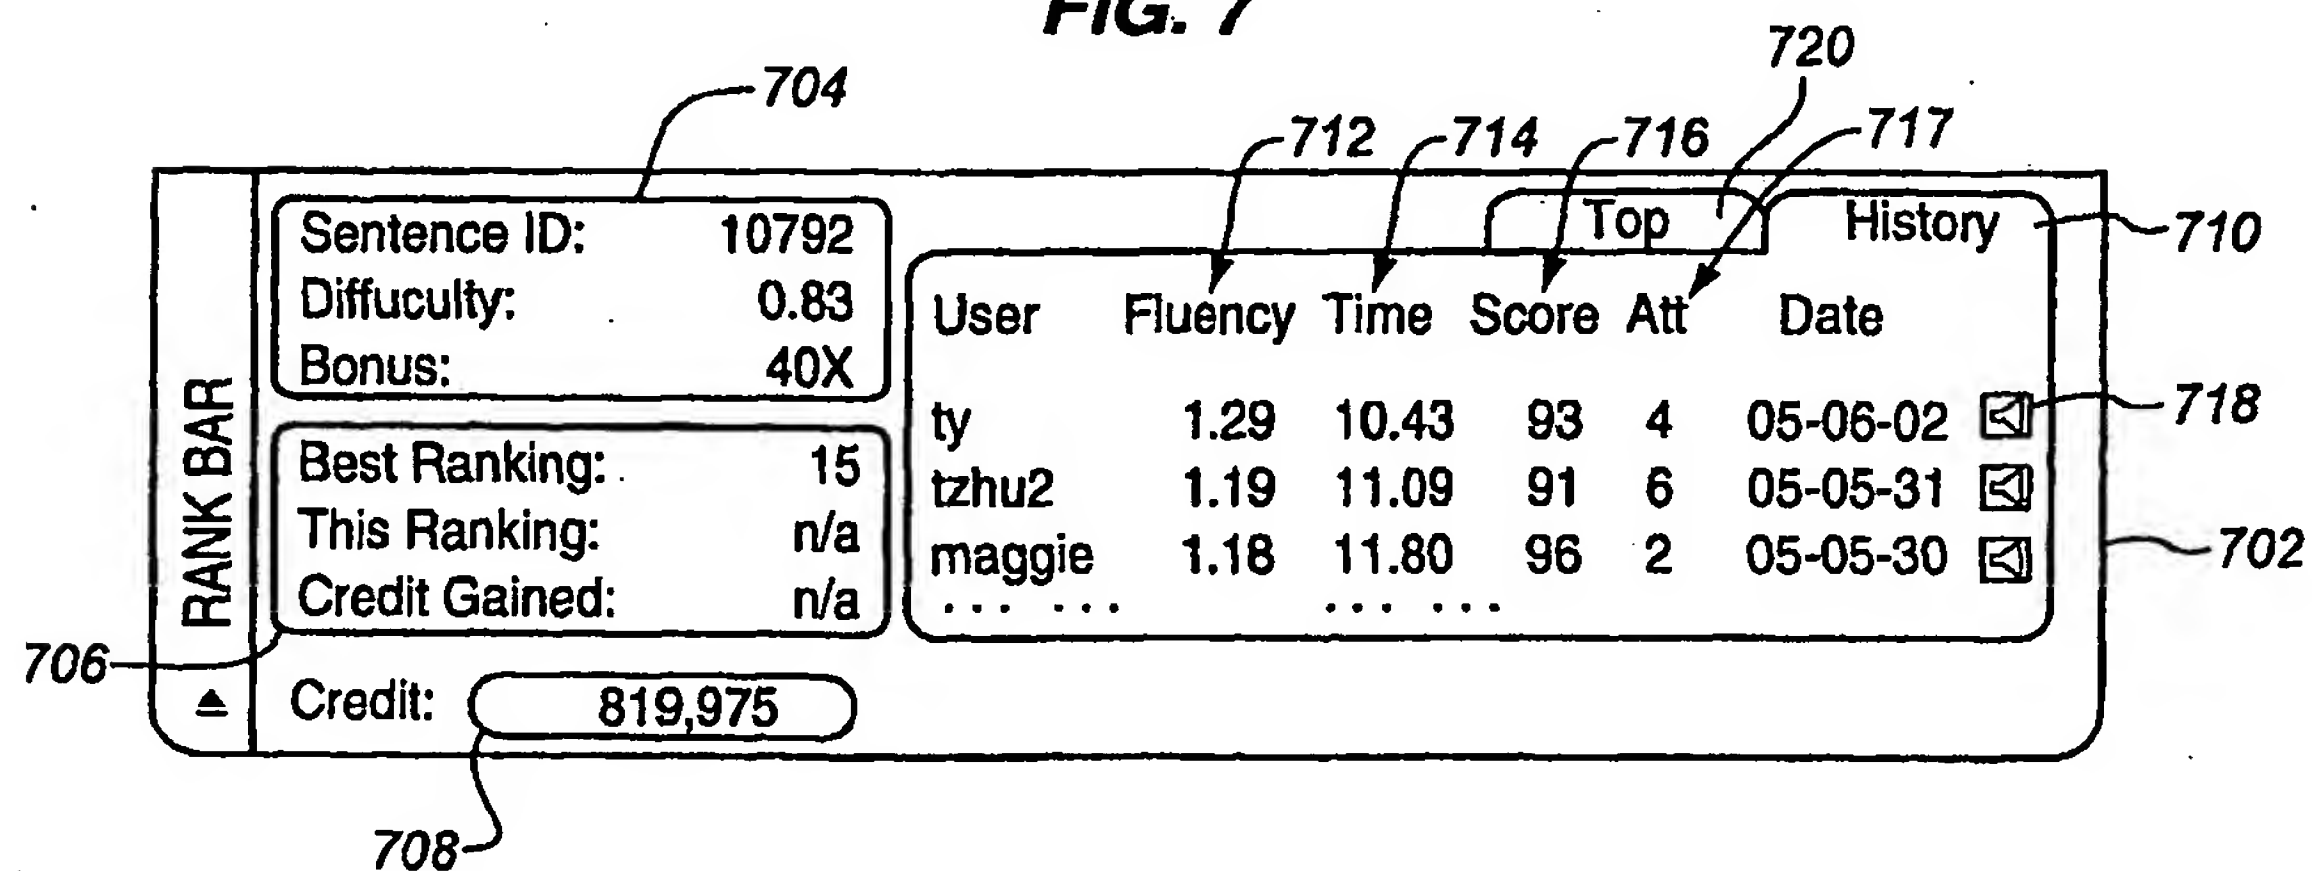 FIG. 7
720
704
712 714 716 717
Top History
710
Sentence ID: 10792
Diffuculty: 0.83
Bonus: 40X
User Fluency Time Score Att Date
ty 1.29 10.43 93 4 05-06-02
718
tzhu2 1.19 11.09 91 6 05-05-31
maggie 1.18 11.80 96 2 05-05-30
702
... ... ... ...
RANK BAR
Best Ranking: 15
This Ranking: n/a
Credit Gained: n/a
706
Credit: 819,975
708